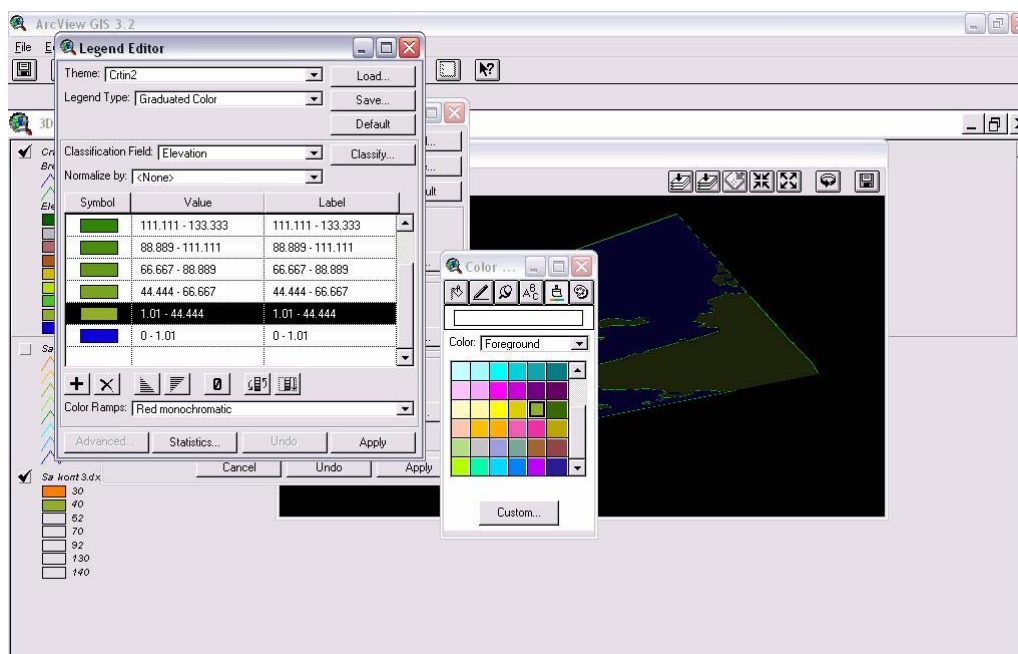 ArcView GIS 3.2
File
Legend Editor
Theme: Crtin2
Load...
Legend Type: Graduated Color
Save...
Default
3D
Classification Field: Elevation
Classify...
Normalize by: <None>
ult
Symbol Value Label
111.111 - 133.333 111.111 - 133.333
88.889 - 111.111 88.889 - 111.111
66.667 - 88.889 66.667 - 88.889
44.444 - 66.667 44.444 - 66.667
1.01 - 44.444 1.01 - 44.444
0 - 1.01 0 - 1.01
Color Ramps: Red monochromatic
Advanced... Statistics... Undo Apply
Cancel Undo Apply
Color ...
Color: Foreground
Custom...
Sa kont3.dx
30
40
52
70
92
130
140